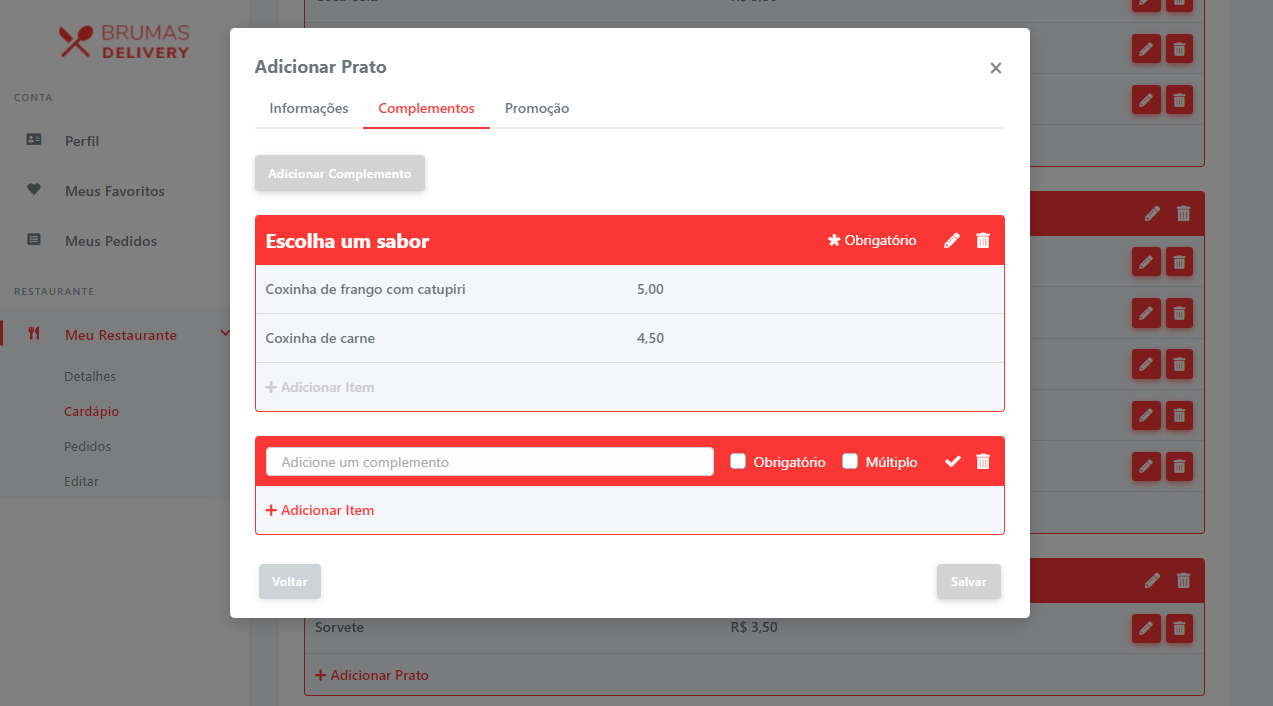 BRUMAS
DELIVERY
CONTA
Perfil
Meus Favoritos
Meus Pedidos
RESTAURANTE
Meu Restaurante
Detalhes
Cardápio
Pedidos
Editar
Adicionar Prato
×
Informações Complementos Promoção
Adicionar Complemento
Escolha um sabor * Obrigatório
Coxinha de frango com catupiri 5,00
Coxinha de carne 4,50
+ Adicionar Item
Adicione um complemento Obrigatório Múltiplo
+ Adicionar Item
Voltar Salvar
Sorvete R$ 3,50
+ Adicionar Prato